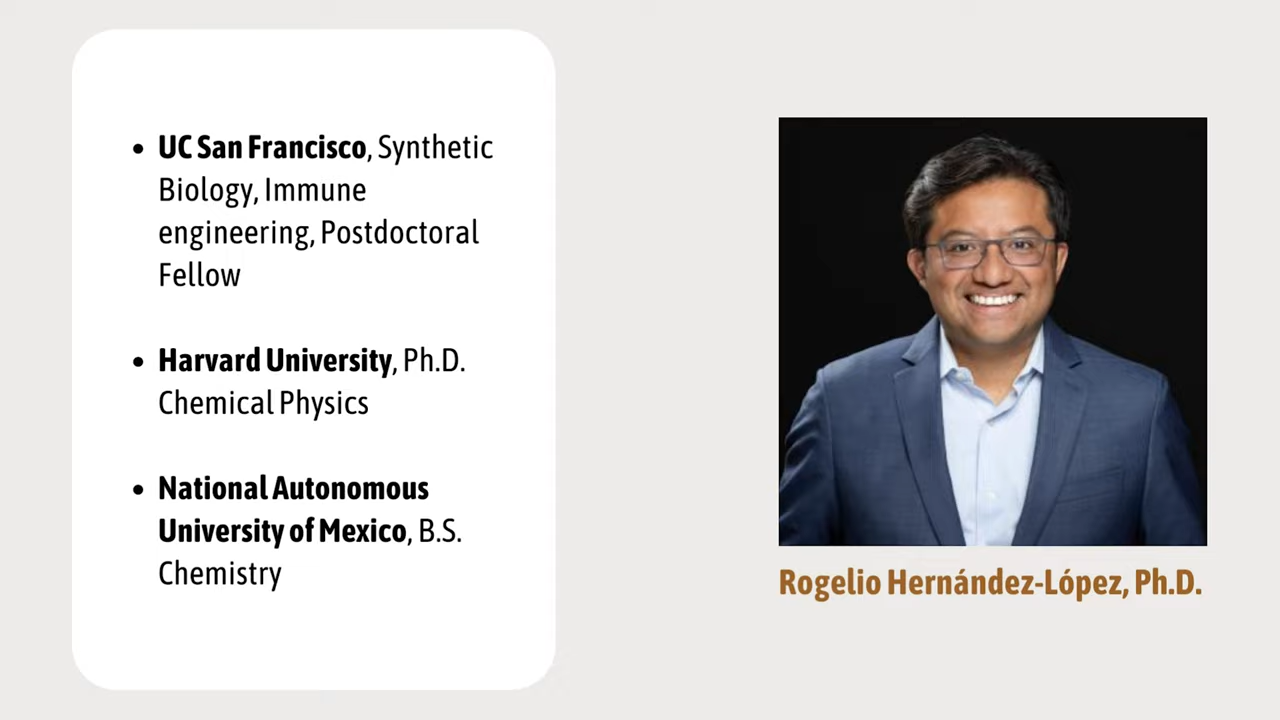 UC San Francisco, Synthetic
Biology, Immune
engineering, Postdoctoral
Fellow
Harvard University, Ph.D.
Chemical Physics
National Autonomous
University of Mexico, B.S.
Chemistry
Rogelio Hernández-López, Ph.D.